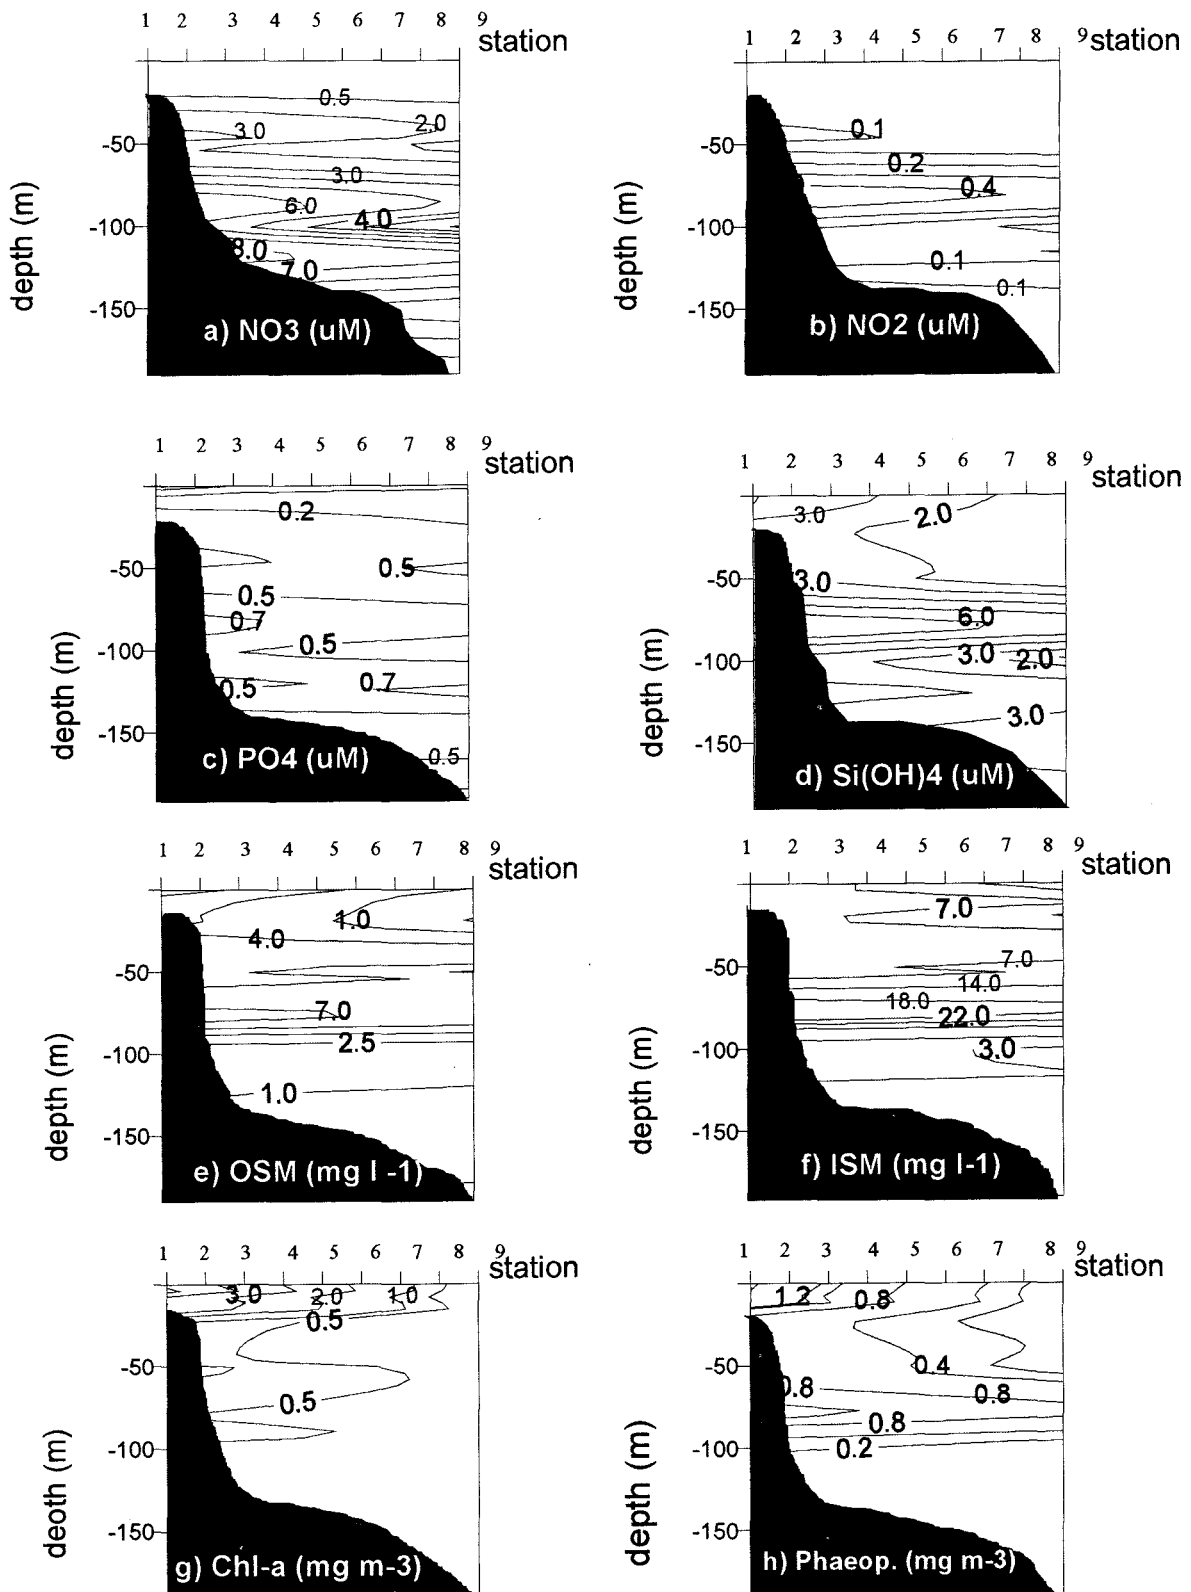 1 2 3 4 5 6 7 8 9
station
0.5
2.0
3.0
-50
3.0
6.0
4.0
-100
8.0
7.0
-150
depth (m)
a) NO3 (uM)
1 2 3 4 5 6 7 8 9
station
0.1
-50
0.2
0.4
-100
0.1
0.1
-150
depth (m)
b) NO2 (uM)
1 2 3 4 5 6 7 8 9
station
0.2
-50
0.5
0.5
0.7
0.5
-100
0.5
0.7
-150
0.5
depth (m)
c) PO4 (uM)
1 2 3 4 5 6 7 8 9
station
3.0
2.0
-50
3.0
6.0
3.0
2.0
-100
3.0
-150
depth (m)
d) Si(OH)4 (uM)
1 2 3 4 5 6 7 8 9
station
1.0
4.0
-50
7.0
2.5
-100
1.0
-150
depth (m)
e) OSM (mg l -1)
1 2 3 4 5 6 7 8 9
station
7.0
7.0
-50
14.0
18.0
22.0
3.0
-100
-150
depth (m)
f) ISM (mg l-1)
1 2 3 4 5 6 7 8 9
station
3.0
2.0
1.0
0.5
-50
0.5
-100
-150
deoth (m)
g) Chl-a (mg m-3)
1 2 3 4 5 6 7 8 9
station
1.2
0.8
0.4
-50
0.8
0.8
0.8
0.2
-100
-150
depth (m)
h) Phaeop. (mg m-3)